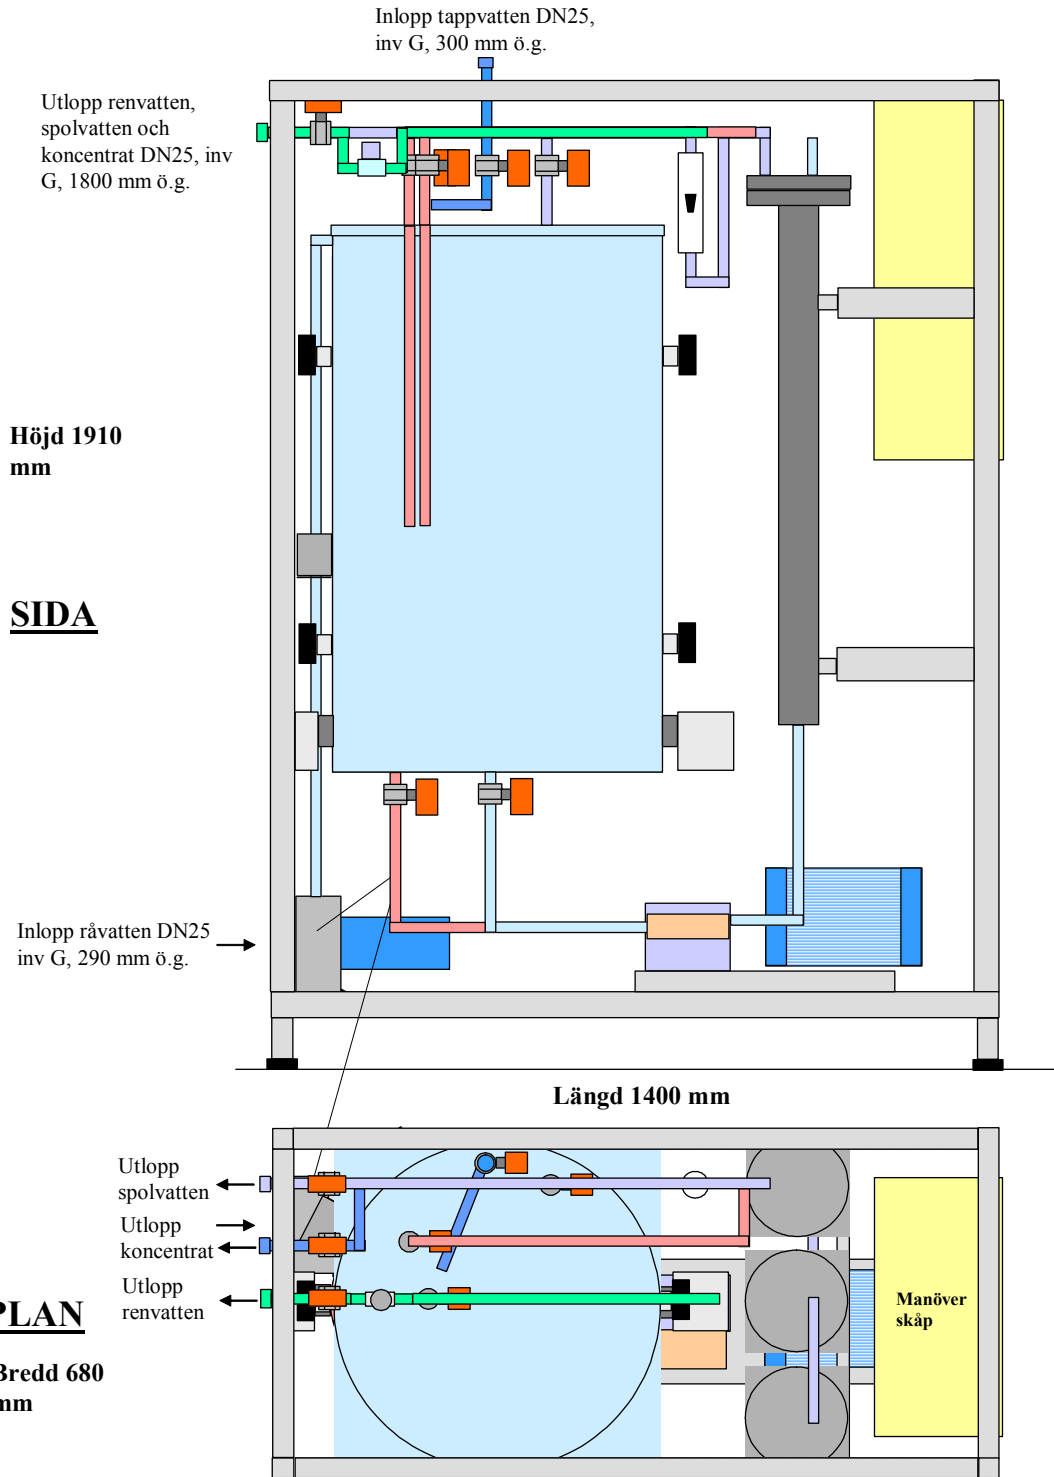 Inlopp tappvatten DN25,
inv G, 300 mm ö.g.
Utlopp renvatten,
spolvatten och
koncentrat DN25, inv
G, 1800 mm ö.g.
Höjd 1910
mm
SIDA
Inlopp råvatten DN25
inv G, 290 mm ö.g.
Längd 1400 mm
Utlopp
spolvatten
Utlopp
koncentrat
Utlopp
renvatten
PLAN
Bredd 680
mm
Manöver
skåp